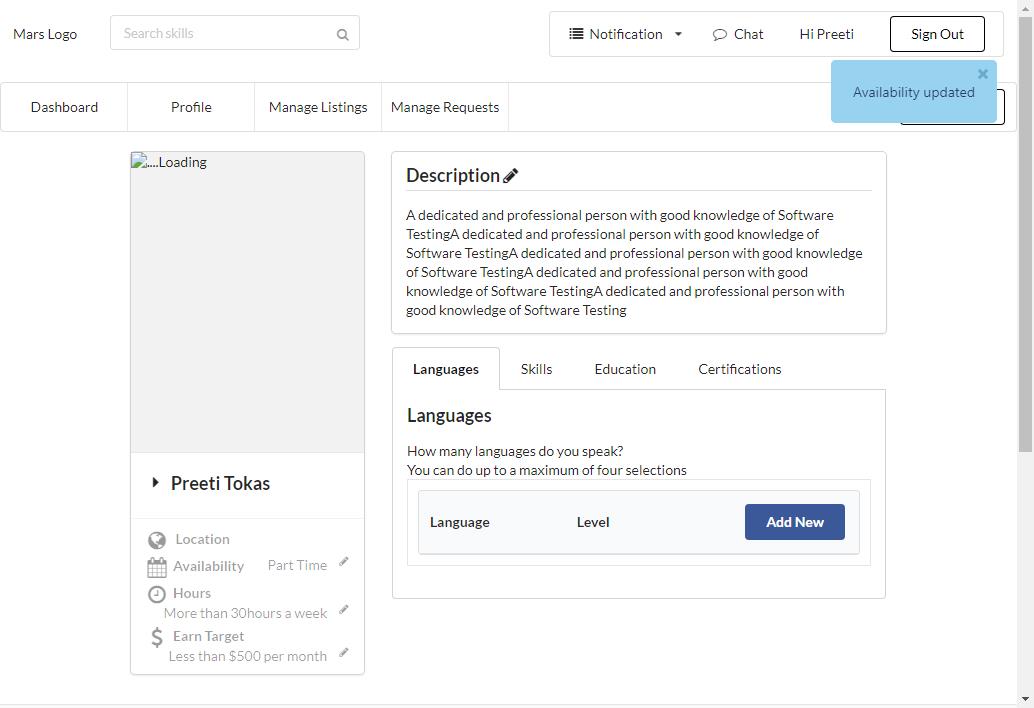 Mars Logo
Search skills
Notification
Chat
Hi Preeti
Sign Out
Availability updated
Dashboard
Profile
Manage Listings
Manage Requests
....Loading
Description
A dedicated and professional person with good knowledge of Software
TestingA dedicated and professional person with good knowledge of
Software TestingA dedicated and professional person with good knowledge
of Software TestingA dedicated and professional person with good
knowledge of Software TestingA dedicated and professional person with
good knowledge of Software Testing
Preeti Tokas
Location
Availability Part Time
Hours
More than 30hours a week
Earn Target
Less than $500 per month
Languages
Skills
Education
Certifications
Languages
How many languages do you speak?
You can do up to a maximum of four selections
Language
Level
Add New